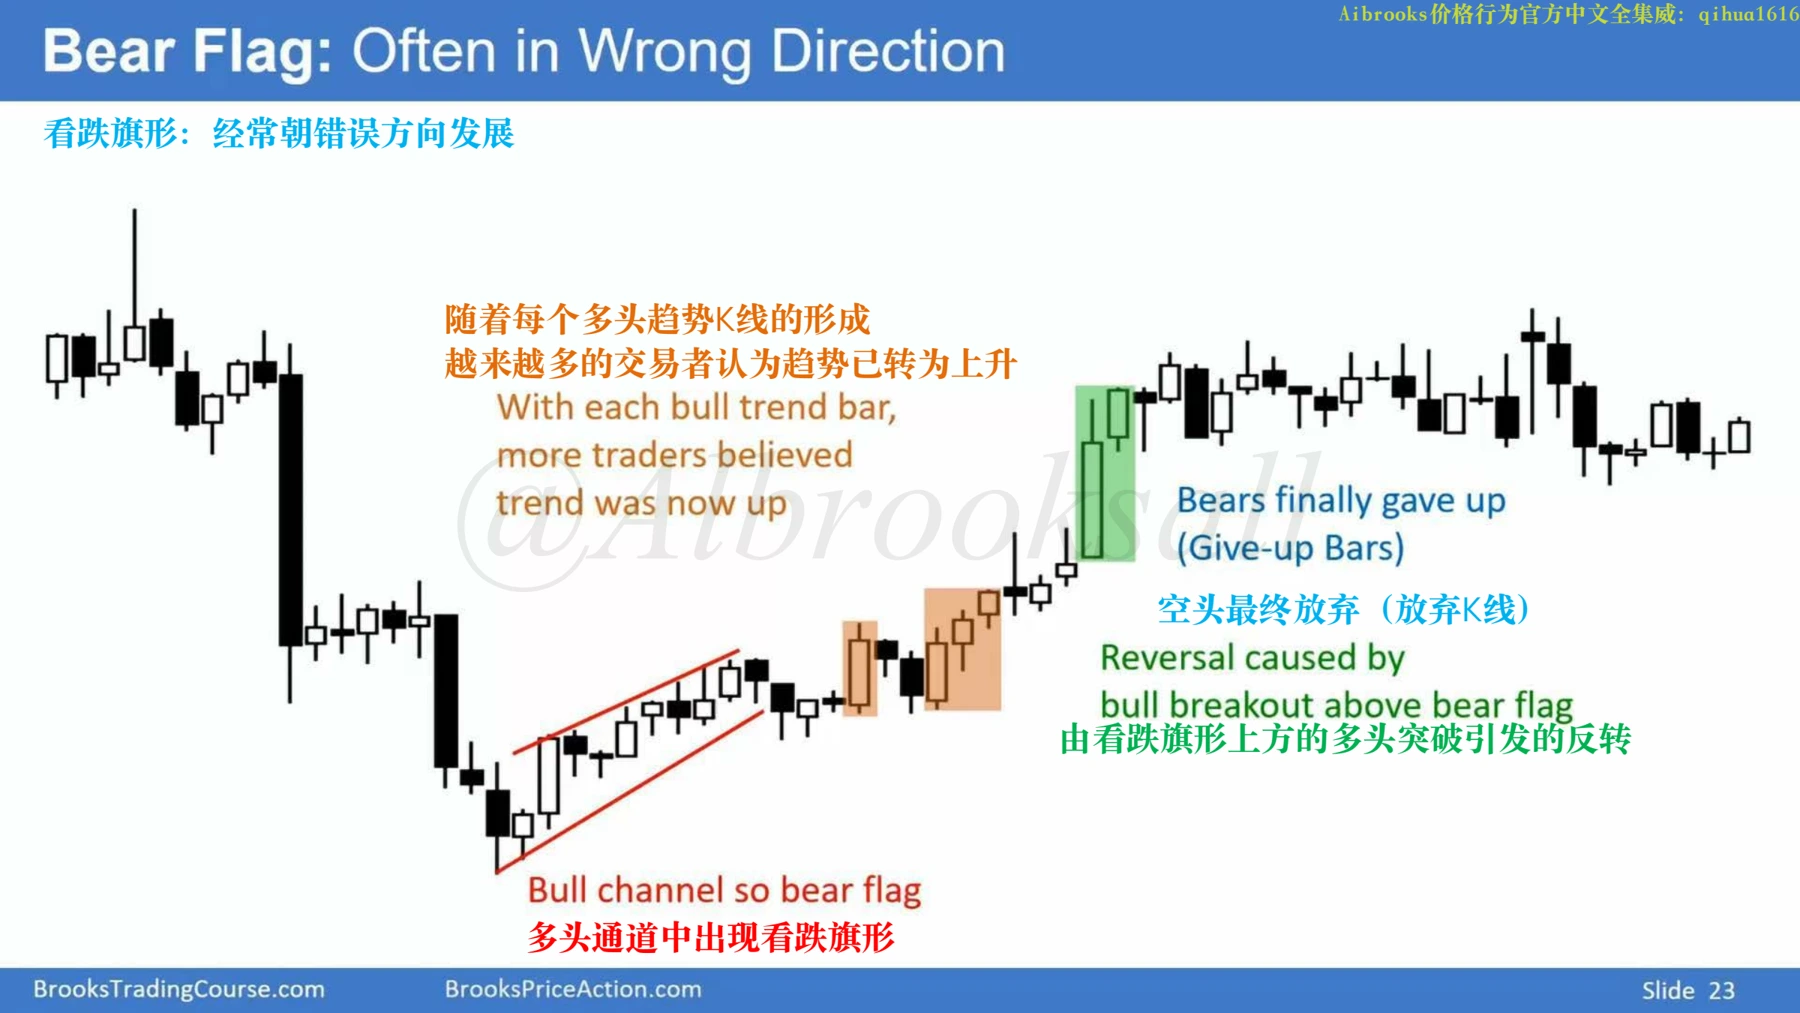 Aibrooks价格行为官方中文全集威：qihua1616
Bear Flag: Often in Wrong Direction
看跌旗形：经常朝错误方向发展
随着每个多头趋势K线的形成
越来越多的交易者认为趋势已转为上升
With each bull trend bar,
more traders believed
trend was now up
@Albrooksall
Bears finally gave up
(Give-up Bars)
空头最终放弃（放弃K线）
Reversal caused by
bull breakout above bear flag
由看跌旗形上方的多头突破引发的反转
Bull channel so bear flag
多头通道中出现看跌旗形
BrooksTradingCourse.com
BrooksPriceAction.com
Slide 23